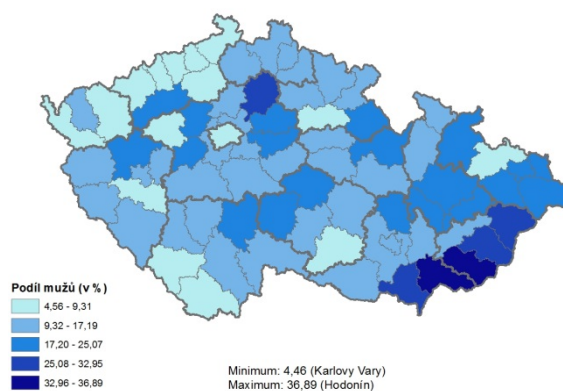 Podíl mužů (v %)
4,56 - 9,31
9,32 - 17,19
17,20 - 25,07
25,08 - 32,95
32,96 - 36,89
Minimum: 4,46 (Karlovy Vary)
Maximum: 36,89 (Hodonín)